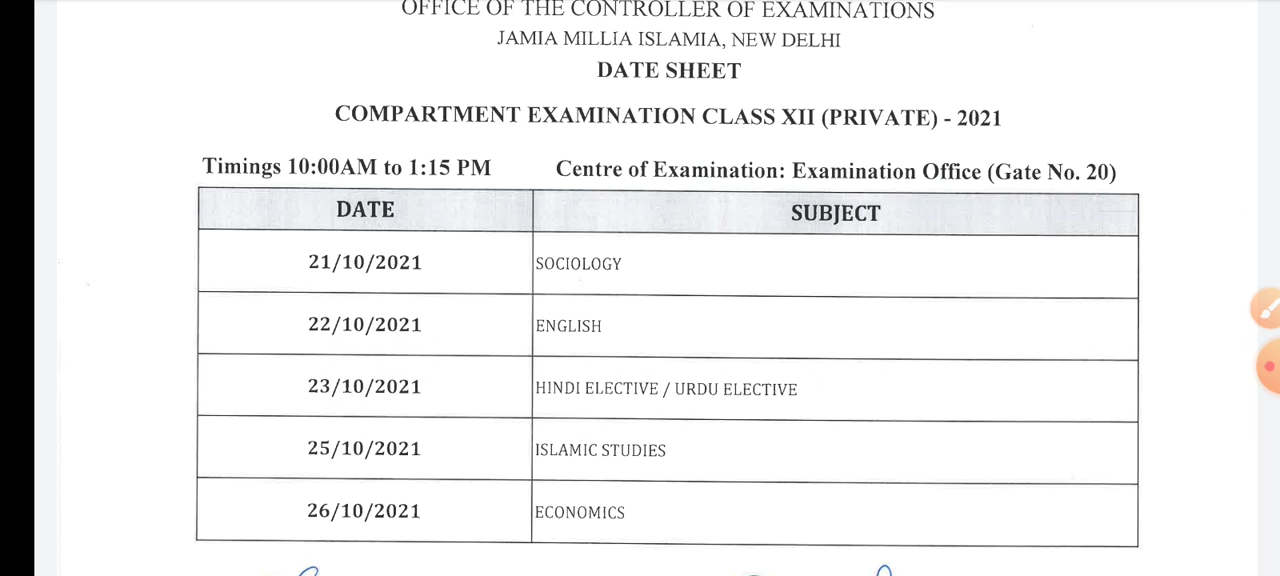 OFFICE OF THE CONTROLLER OF EXAMINATIONS
JAMIA MILLIA ISLAMIA, NEW DELHI
DATE SHEET
COMPARTMENT EXAMINATION CLASS XII (PRIVATE) - 2021
Timings 10:00AM to 1:15 PM Centre of Examination: Examination Office (Gate No. 20)
DATE SUBJECT
21/10/2021 SOCIOLOGY
22/10/2021 ENGLISH
23/10/2021 HINDI ELECTIVE / URDU ELECTIVE
25/10/2021 ISLAMIC STUDIES
26/10/2021 ECONOMICS